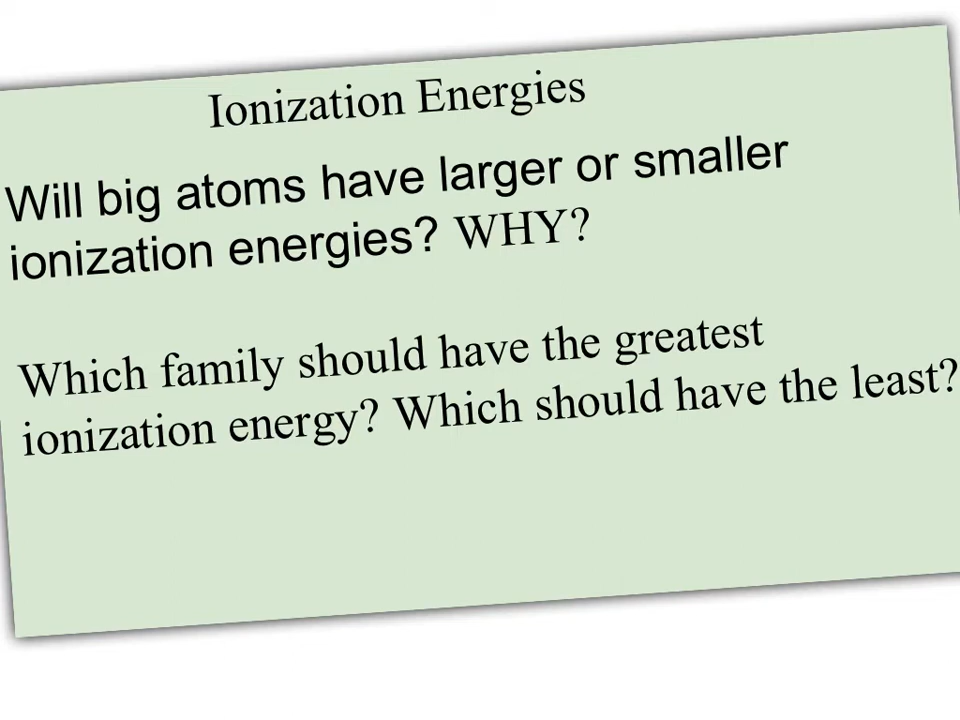 Ionization Energies
Will big atoms have larger or smaller
ionization energies? WHY?
Which family should have the greatest
ionization energy? Which should have the least?